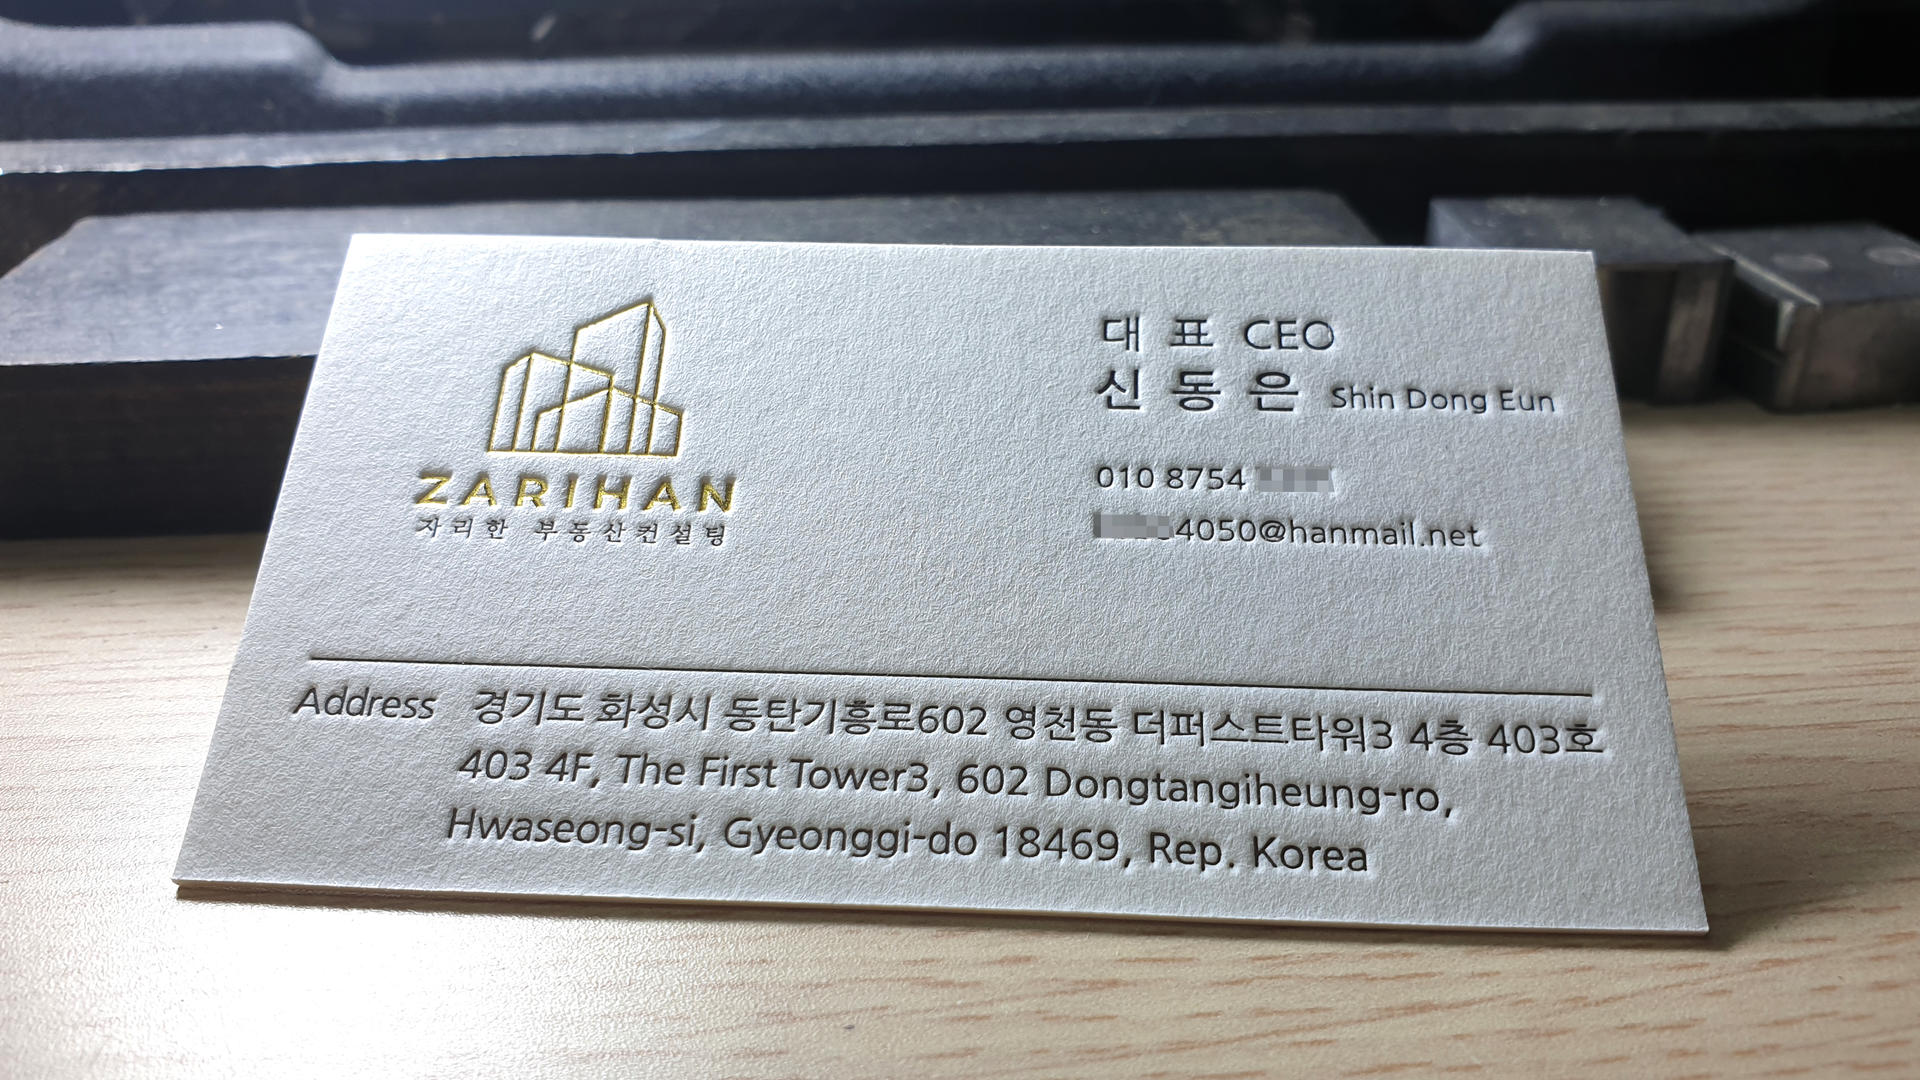 ZARIHAN
자리한 부동산컨설팅
대표 CEO
신동은 Shin Dong Eun
010 8754
4050@hanmail.net
Address 경기도 화성시 동탄기흥로602 영천동 더퍼스트타워3 4층 403호
403 4F, The First Tower3, 602 Dongtangiheung-ro,
Hwaseong-si, Gyeonggi-do 18469, Rep. Korea